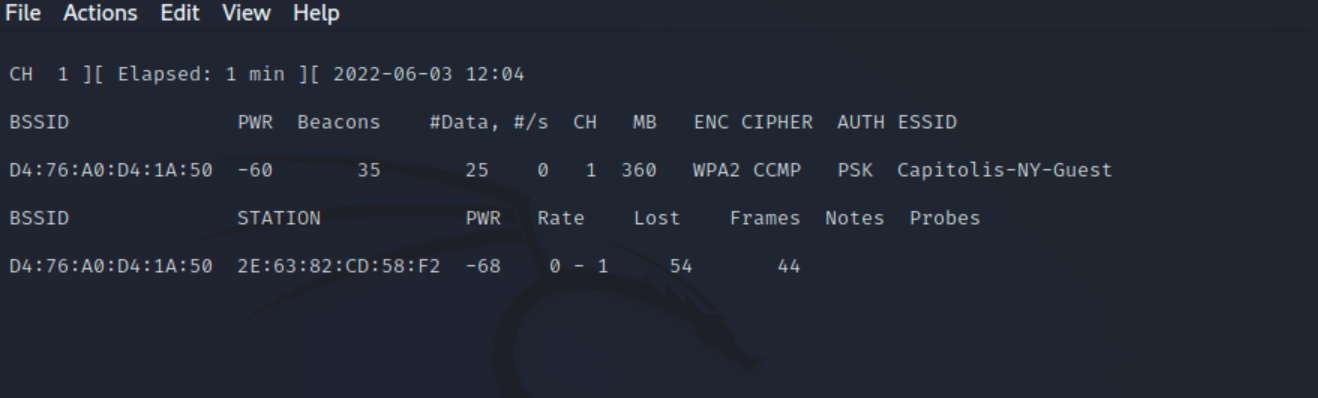 File Actions Edit View Help
CH 1 ][ Elapsed: 1 min ][ 2022-06-03 12:04
BSSID PWR Beacons #Data, #/s CH MB ENC CIPHER AUTH ESSID
D4:76:A0:D4:1A:50 -60 35 25 0 1 360 WPA2 CCMP PSK Capitolis-NY-Guest
BSSID STATION PWR Rate Lost Frames Notes Probes
D4:76:A0:D4:1A:50 2E:63:82:CD:58:F2 -68 0 - 1 54 44